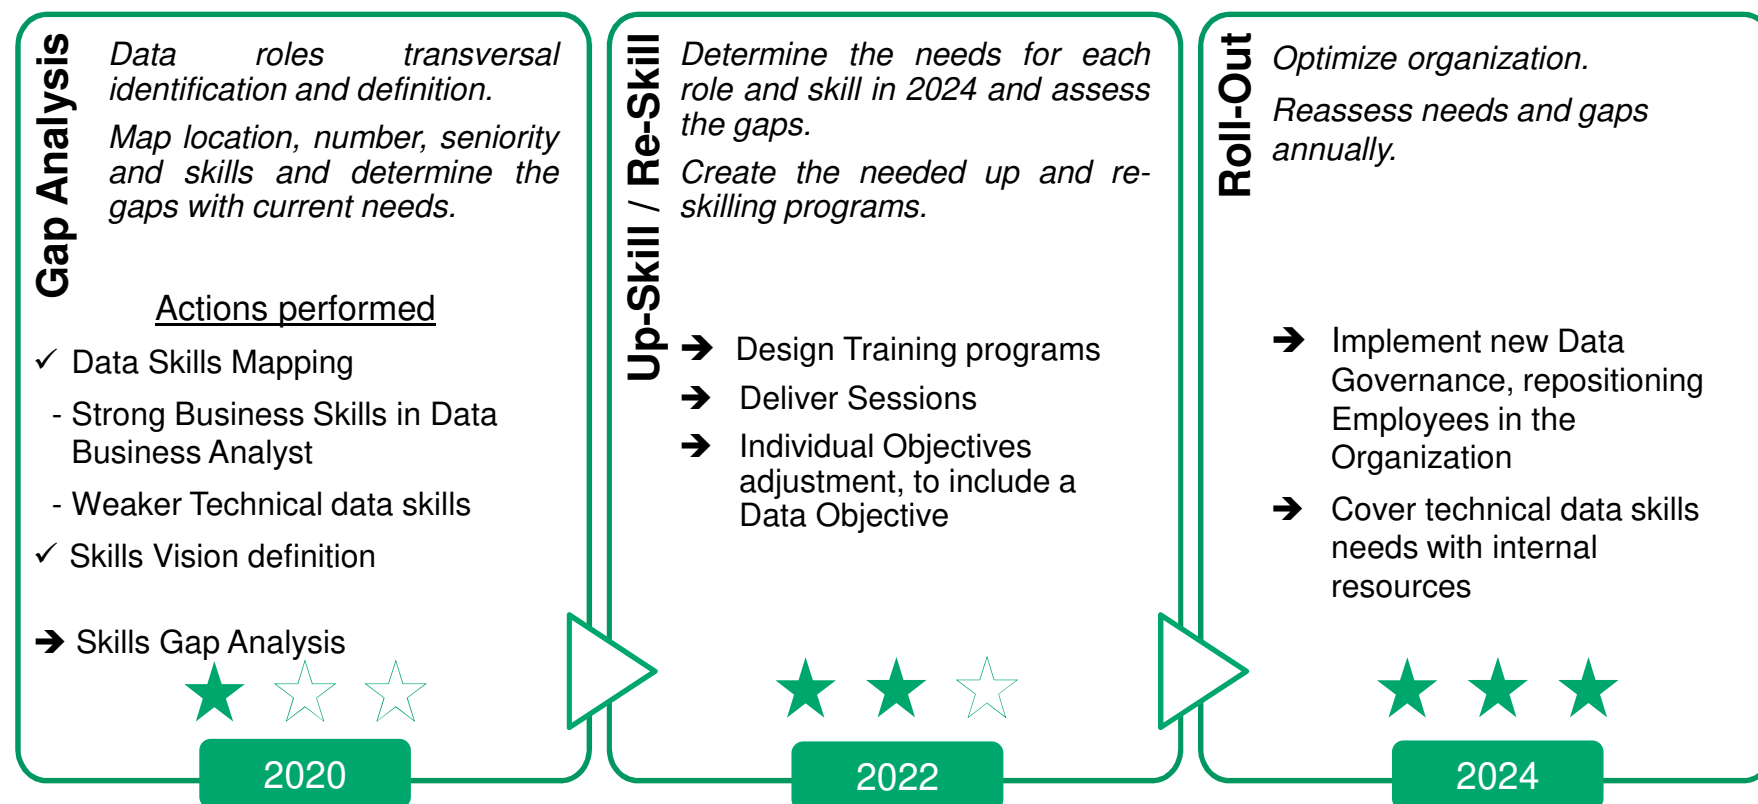 Gap Analysis
Data roles transversal
identification and definition.
Map location, number, seniority
and skills and determine the
gaps with current needs.
Actions performed
✓ Data Skills Mapping
- Strong Business Skills in Data
Business Analyst
- Weaker Technical data skills
✓ Skills Vision definition
➔ Skills Gap Analysis
2020
Up-Skill / Re-Skill
Determine the needs for each
role and skill in 2024 and assess
the gaps.
Create the needed up and re-
skilling programs.
➔ Design Training programs
➔ Deliver Sessions
➔ Individual Objectives
adjustment, to include a
Data Objective
2022
Roll-Out
Optimize organization.
Reassess needs and gaps
annually.
➔ Implement new Data
Governance, repositioning
Employees in the
Organization
➔ Cover technical data skills
needs with internal
resources
2024